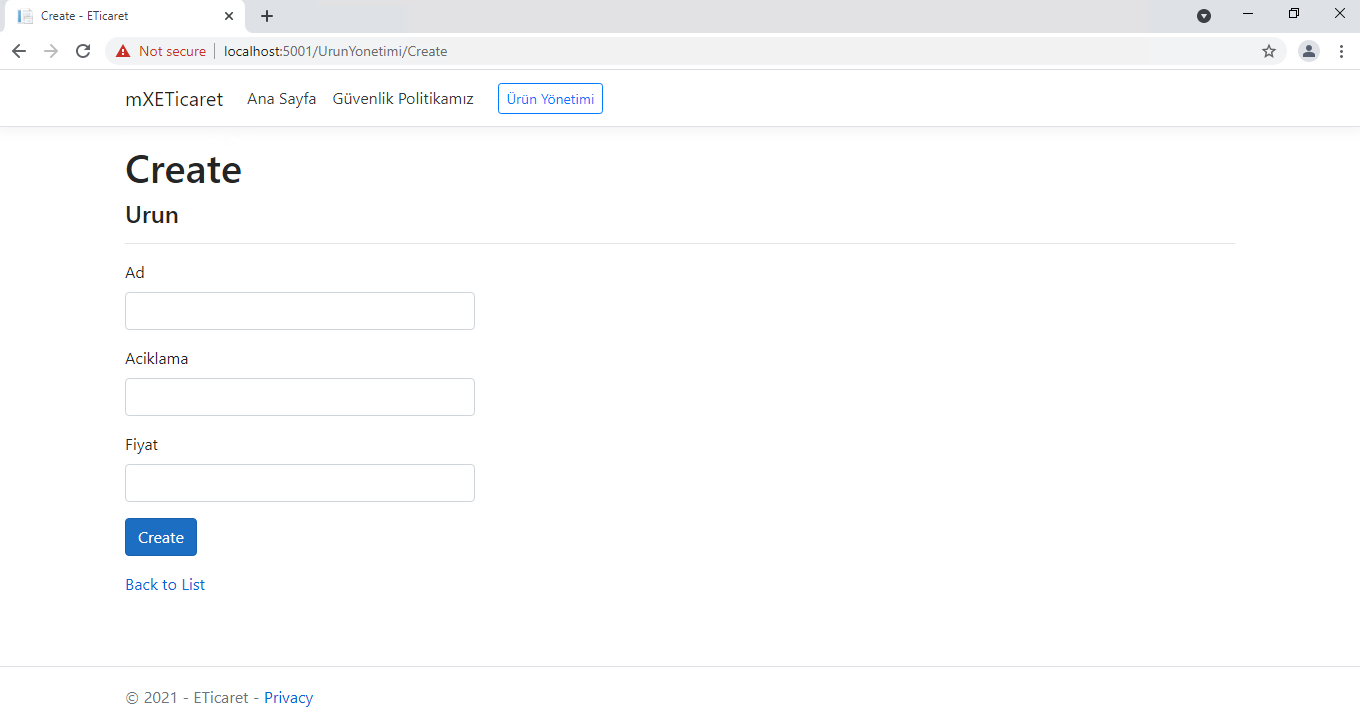 Create - ETicaret
Not secure | localhost:5001/UrunYonetimi/Create
mXETicaret Ana Sayfa Güvenlik Politikamız Ürün Yönetimi
Create
Urun
Ad
Aciklama
Fiyat
Create
Back to List
© 2021 - ETicaret - Privacy